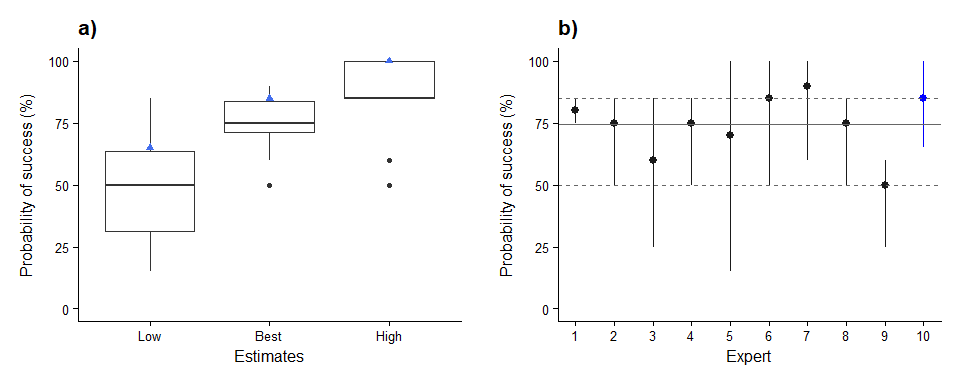 a)
Probability of success (%)
100
75
50
25
0
Low Best High
Estimates
b)
Probability of success (%)
100
75
50
25
0
1 2 3 4 5 6 7 8 9 10
Expert